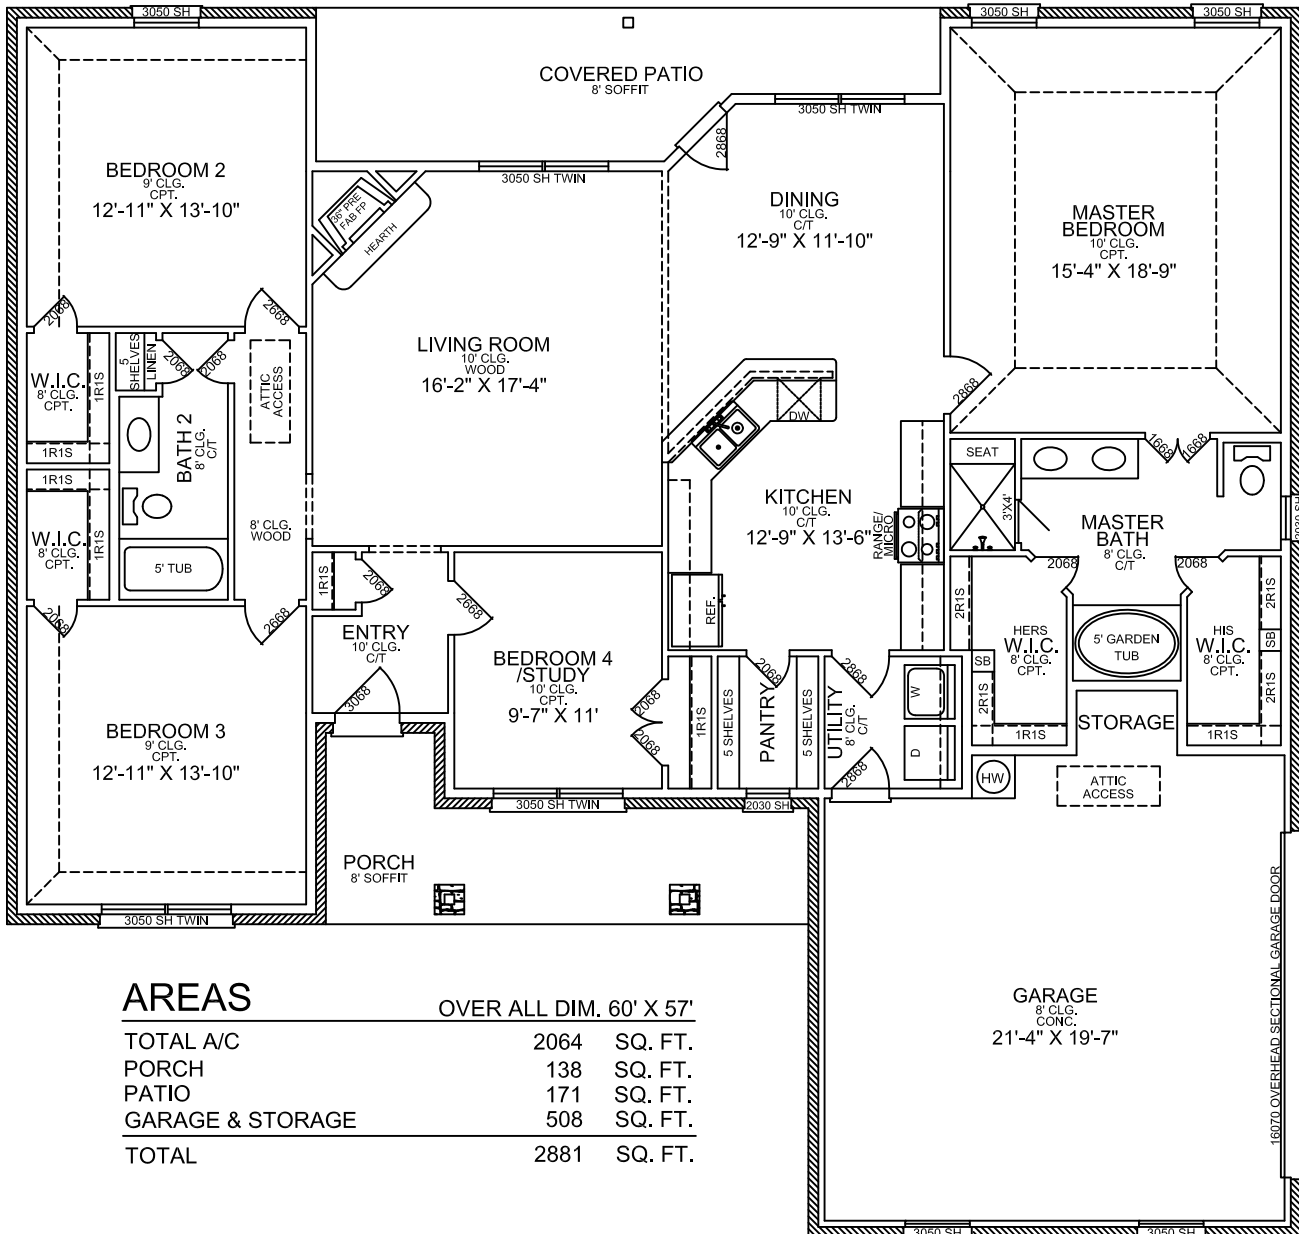 3050 SH
3050 SH
3050 SH
COVERED PATIO
8' SOFFIT
3050 SH TWIN
2868
3050 SH TWIN
BEDROOM 2
9' CLG.
CPT.
12'-11" X 13'-10"
36" PRE
FAB FP
HEARTH
DINING
10' CLG.
C/T
12'-9" X 11'-10"
MASTER
BEDROOM
10' CLG.
CPT.
15'-4" X 18'-9"
2068
2668
5
SHELVES
LINEN
2068
2068
ATTIC
ACCESS
LIVING ROOM
10' CLG.
WOOD
16'-2" X 17'-4"
2868
W.I.C.
8' CLG.
CPT.
1R1S
1R1S
DW
BATH 2
8' CLG.
C/T
1668
1668
SEAT
1R1S
W.I.C.
8' CLG.
CPT.
1R1S
8' CLG.
WOOD
KITCHEN
10' CLG.
C/T
12'-9" X 13'-6"
RANGE/
MICRO
3'X4'
MASTER
BATH
8' CLG.
C/T
2030 SH
5' TUB
1R1S
2068
REF.
2068
2068
2R1S
2R1S
2068
2668
2668
ENTRY
10' CLG.
C/T
BEDROOM 4
/STUDY
10' CLG.
CPT.
9'-7" X 11'
HERS
W.I.C.
8' CLG.
CPT.
5' GARDEN
TUB
HIS
W.I.C.
8' CLG.
CPT.
SB
SB
2R1S
2R1S
1R1S
1R1S
3068
2068
2068
1R1S
5 SHELVES
2068
PANTRY
5 SHELVES
2868
UTILITY
8' CLG.
C/T
W
D
2868
STORAGE
BEDROOM 3
9' CLG.
CPT.
12'-11" X 13'-10"
HW
ATTIC
ACCESS
3050 SH TWIN
2030 SH
PORCH
8' SOFFIT
3050 SH TWIN
16070 OVERHEAD SECTIONAL GARAGE DOOR
GARAGE
8' CLG.
CONC.
21'-4" X 19'-7"
3050 SH
3050 SH
AREAS OVER ALL DIM. 60' X 57'
TOTAL A/C 2064 SQ. FT.
PORCH 138 SQ. FT.
PATIO 171 SQ. FT.
GARAGE & STORAGE 508 SQ. FT.
TOTAL 2881 SQ. FT.